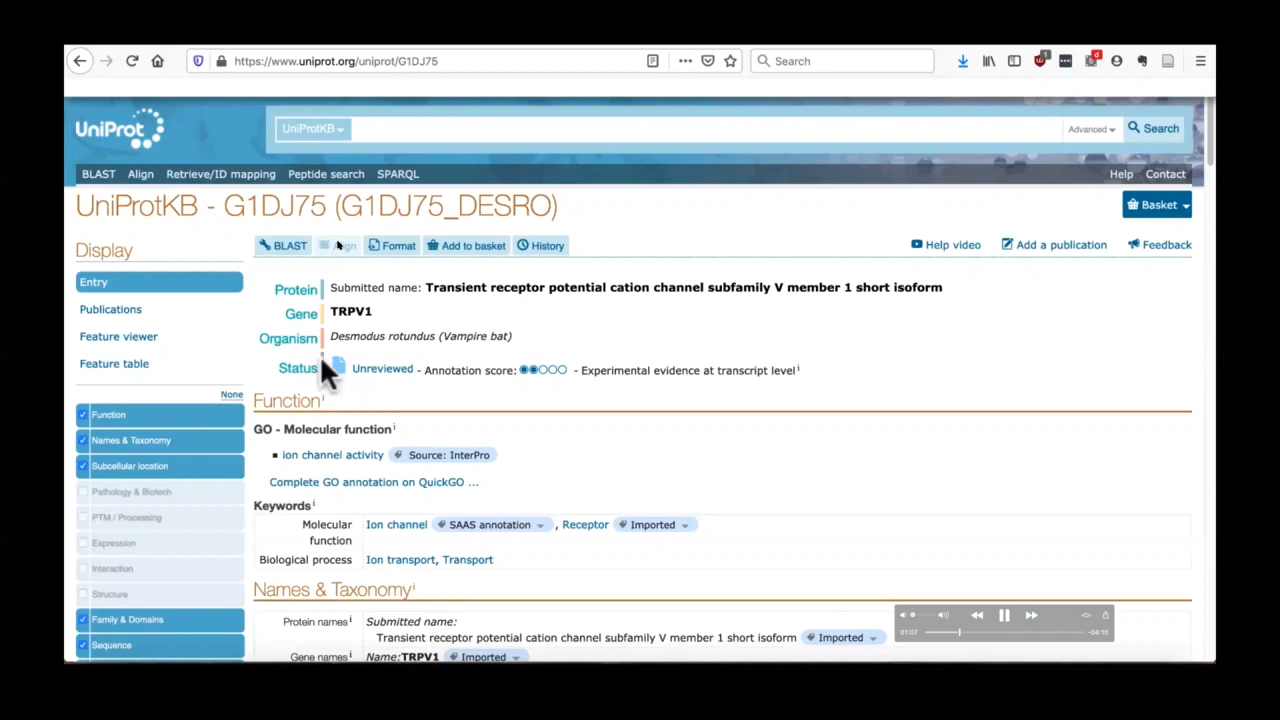 https://www.uniprot.org/uniprot/G1DJ75
Search
1
d
UniProt
UniProtKB
Advanced
Search
BLAST Align Retrieve/ID mapping Peptide search SPARQL
Help Contact
UniProtKB - G1DJ75 (G1DJ75_DESRO)
Basket
Display
BLAST Align Format Add to basket History
Help video Add a publication Feedback
Entry
Publications
Feature viewer
Feature table
None
Function
Names & Taxonomy
Subcellular location
Pathology & Biotech
PTM / Processing
Expression
Interaction
Structure
Family & Domains
Sequence
Protein Submitted name: Transient receptor potential cation channel subfamily V member 1 short isoform
Gene TRPV1
Organism Desmodus rotundus (Vampire bat)
Status Unreviewed - Annotation score: - Experimental evidence at transcript level i
Function i
GO - Molecular function i
ion channel activity Source: InterPro
Complete GO annotation on QuickGO ...
Keywords i
Molecular function Ion channel SAAS annotation , Receptor Imported
Biological process Ion transport, Transport
Names & Taxonomy i
Protein names i Submitted name:
Transient receptor potential cation channel subfamily V member 1 short isoform Imported
Gene names i Name:TRPV1 Imported
01:07 -04:10